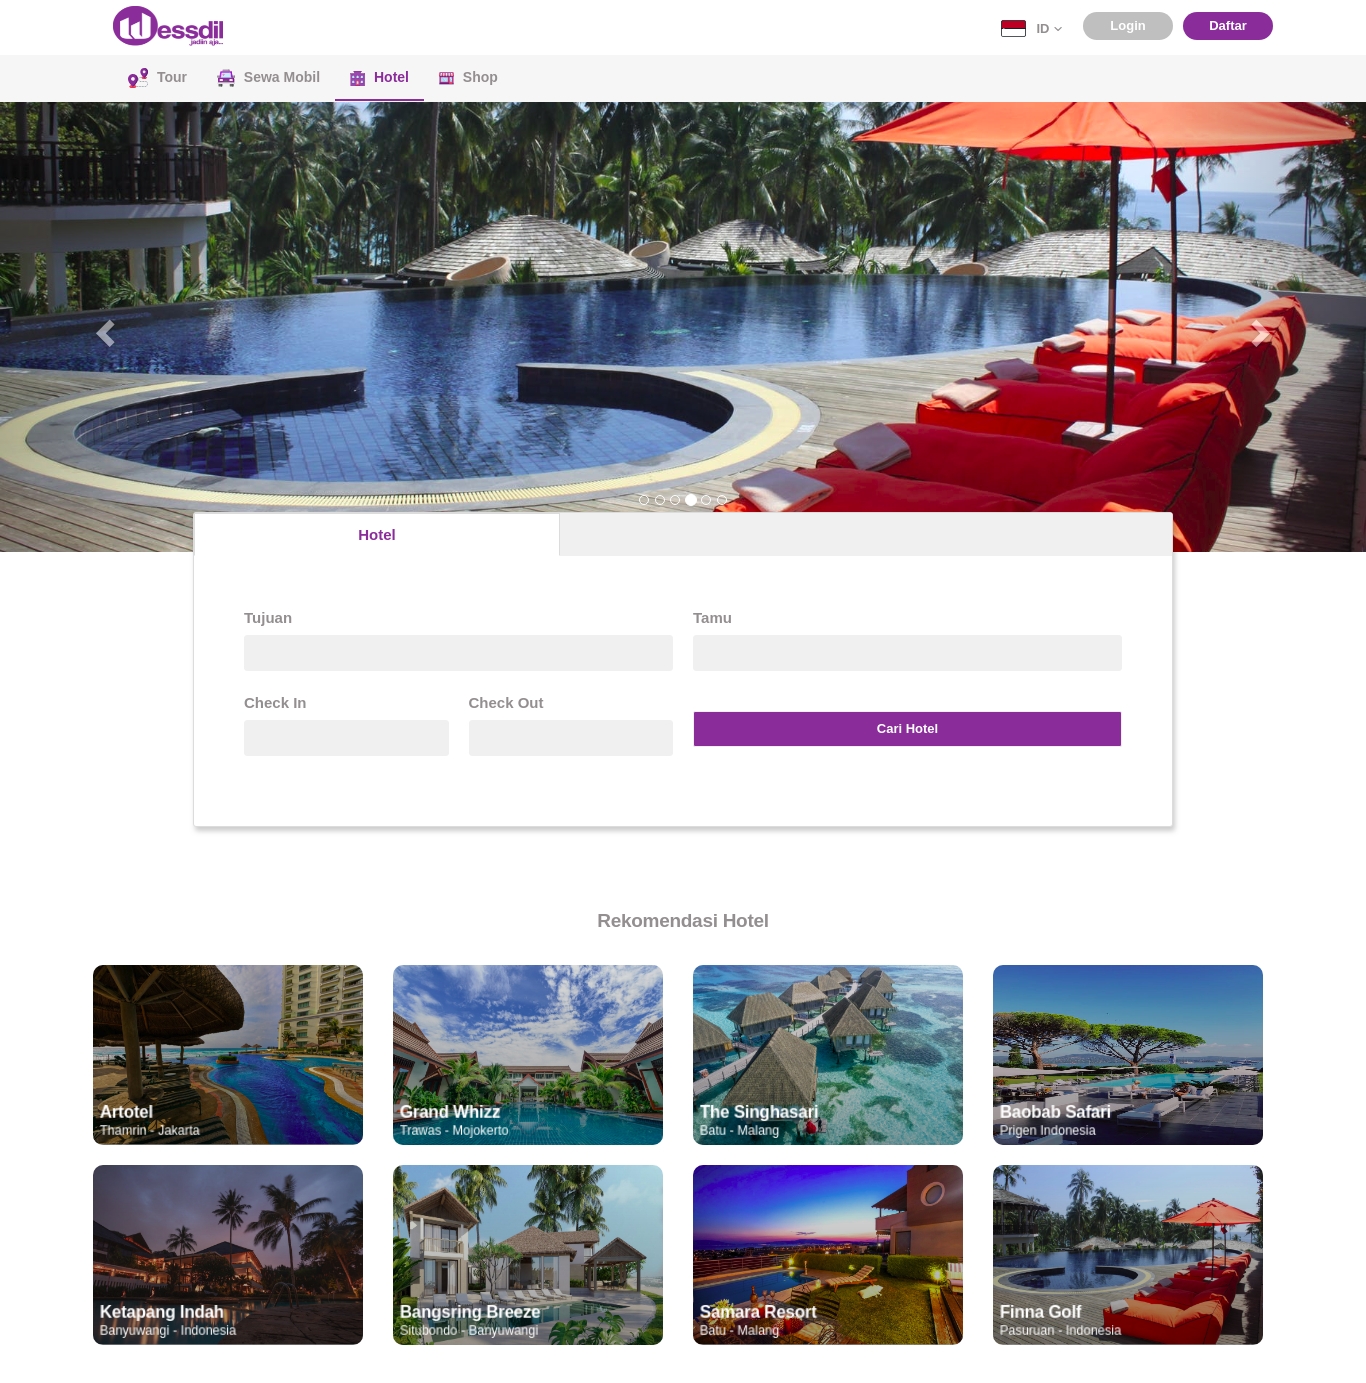 essdil
jadiin aja...
ID
Login
Daftar
Tour
Sewa Mobil
Hotel
Shop
Hotel
Tujuan
Tamu
Check In
Check Out
Cari Hotel
Rekomendasi Hotel
Artotel
Thamrin - Jakarta
Grand Whizz
Trawas - Mojokerto
The Singhasari
Batu - Malang
Baobab Safari
Prigen Indonesia
Ketapang Indah
Banyuwangi - Indonesia
Bangsring Breeze
Situbondo - Banyuwangi
Samara Resort
Batu - Malang
Finna Golf
Pasuruan - Indonesia